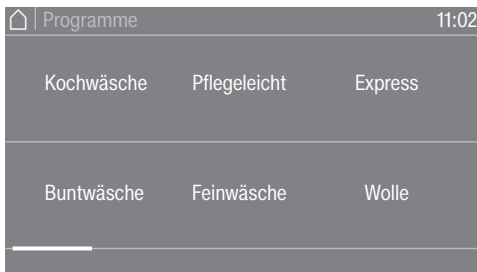 Programme 11:02
Kochwäsche Pflegeleicht Express
Buntwäsche Feinwäsche Wolle